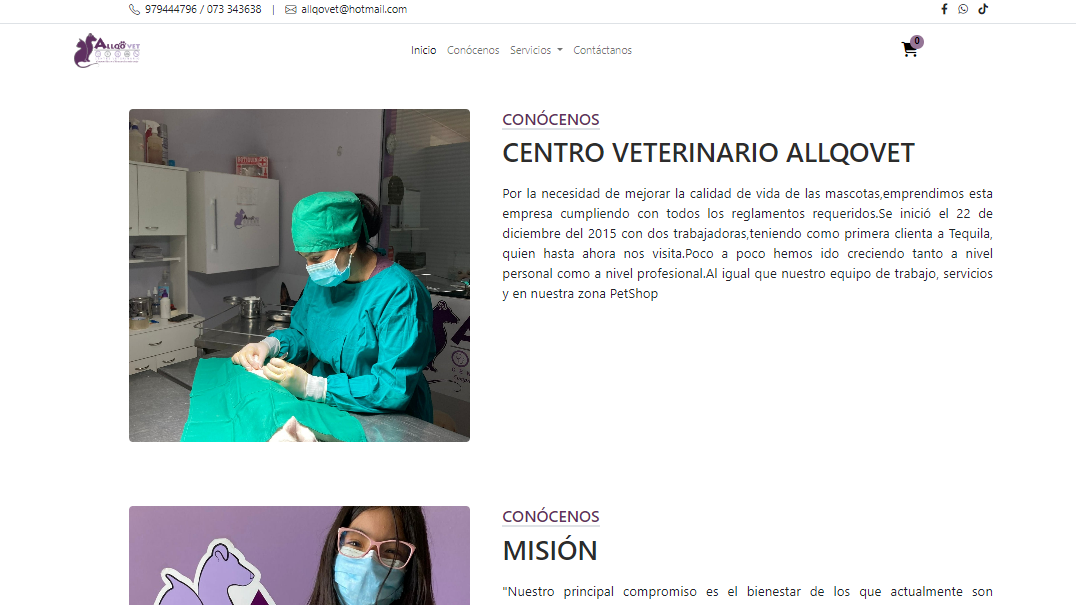 979444796 / 073 343638 | allqovet@hotmail.com
ALLQOVET
Inicio Conócenos Servicios Contáctanos
0
CONÓCENOS
CENTRO VETERINARIO ALLQOVET
Por la necesidad de mejorar la calidad de vida de las mascotas,emprendimos esta
empresa cumpliendo con todos los reglamentos requeridos.Se inició el 22 de
diciembre del 2015 con dos trabajadoras,teniendo como primera clienta a Tequila,
quien hasta ahora nos visita.Poco a poco hemos ido creciendo tanto a nivel
personal como a nivel profesional.Al igual que nuestro equipo de trabajo, servicios
y en nuestra zona PetShop
CONÓCENOS
MISIÓN
"Nuestro principal compromiso es el bienestar de los que actualmente son